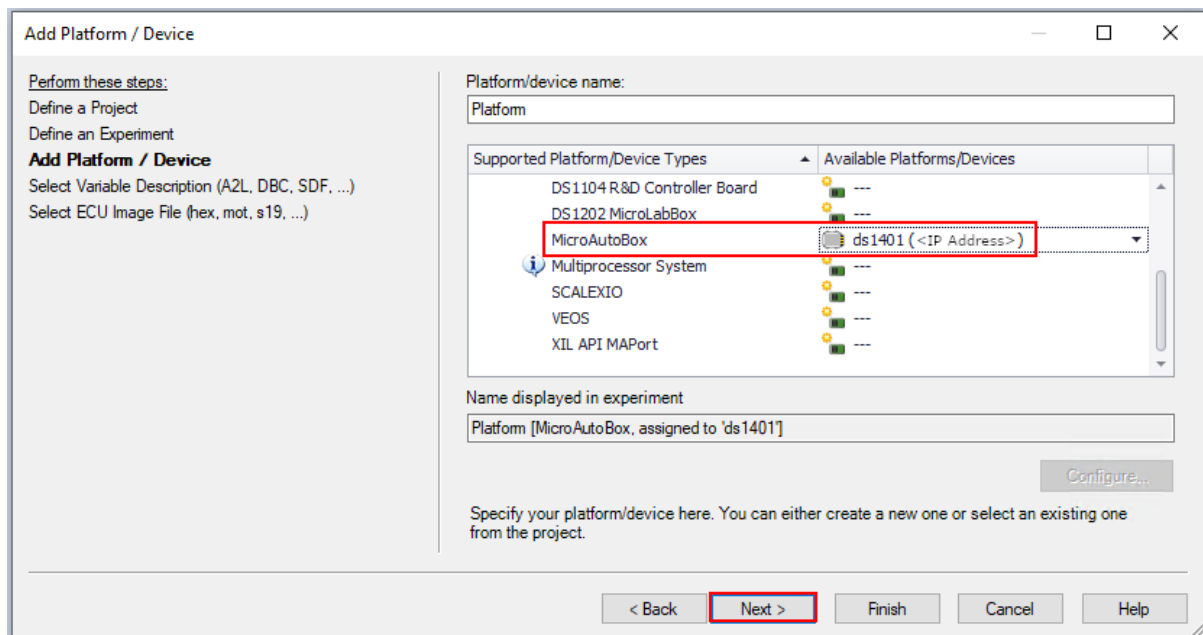 Add Platform / Device
Perform these steps:
Define a Project
Define an Experiment
Add Platform / Device
Select Variable Description (A2L, DBC, SDF, ...)
Select ECU Image File (hex, mot, s19, ...)
Platform/device name:
Platform
Supported Platform/Device Types Available Platforms/Devices
DS1104 R&D Controller Board ---
DS1202 MicroLabBox ---
MicroAutoBox ds1401 (<IP Address>)
Multiprocessor System ---
SCALEXIO ---
VEOS ---
XIL API MAPort ---
Name displayed in experiment
Platform [MicroAutoBox, assigned to 'ds1401']
Configure...
Specify your platform/device here. You can either create a new one or select an existing one
from the project.
< Back Next > Finish Cancel Help